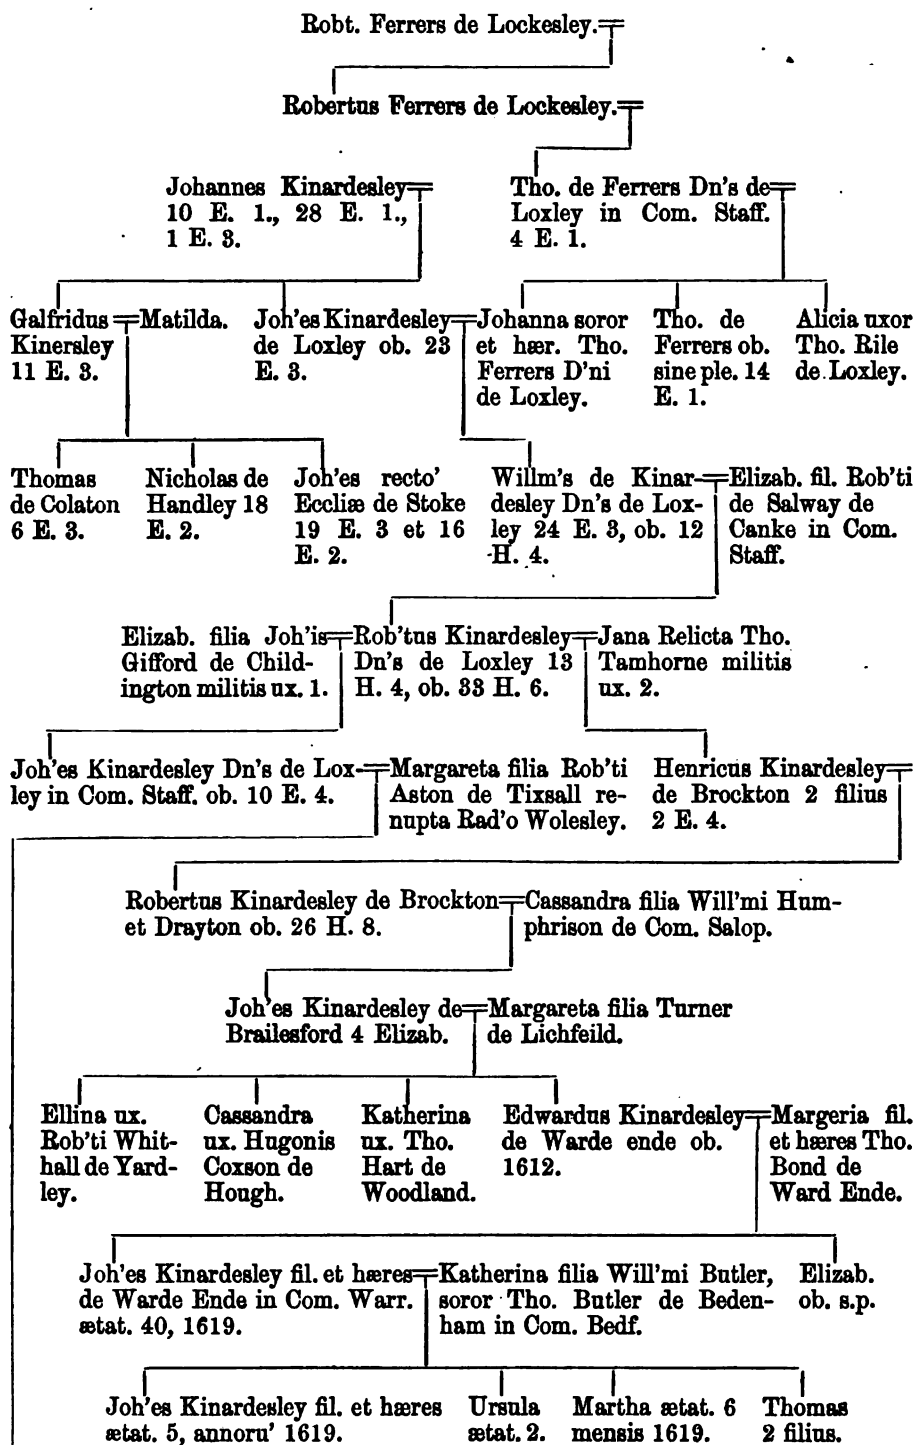 Robt. Ferrers de Lockesley.
Robertus Ferrers de Lockesley.
Johannes Kinardesley
10 E. 1., 28 E. 1.,
1 E. 3.
Tho. de Ferrers Dn's de
Loxley in Com. Staff.
4 E. 1.
Galfridus
Kinersley
11 E. 3.
Matilda.
Joh'es Kinardesley
de Loxley ob. 23
E. 3.
Johanna soror
et hær. Tho.
Ferrers D'ni
de Loxley.
Tho. de
Ferrers ob.
sine ple. 14
E. 1.
Alicia uxor
Tho. Rile
de Loxley.
Thomas
de Colaton
6 E. 3.
Nicholas de
Handley 18
E. 2.
Joh'es recto'
Eccliæ de Stoke
19 E. 3 et 16
E. 2.
Willm's de Kinar-
desley Dn's de Lox-
ley 24 E. 3, ob. 12
H. 4.
Elizab. fil. Rob'ti
de Salway de
Canke in Com.
Staff.
Elizab. filia Joh'is
Gifford de Child-
ington militis ux. 1.
Rob'tus Kinardesley
Dn's de Loxley 13
H. 4, ob. 33 H. 6.
Jana Relicta Tho.
Tamhorne militis
ux. 2.
Joh'es Kinardesley Dn's de Lox-
ley in Com. Staff. ob. 10 E. 4.
Margareta filia Rob'ti
Aston de Tixsall re-
nupta Rad'o Wolesley.
Henricus Kinardesley
de Brockton 2 filius
2 E. 4.
Robertus Kinardesley de Brockton
et Drayton ob. 26 H. 8.
Cassandra filia Will'mi Hum-
phrison de Com. Salop.
Joh'es Kinardesley de
Brailesford 4 Elizab.
Margareta filia Turner
de Lichfeild.
Ellina ux.
Rob'ti Whit-
hall de Yard-
ley.
Cassandra
ux. Hugonis
Coxson de
Hough.
Katherina
ux. Tho.
Hart de
Woodland.
Edwardus Kinardesley
de Warde ende ob.
1612.
Margeria fil.
et hæres Tho.
Bond de
Ward Ende.
Joh'es Kinardesley fil. et hæres
de Warde Ende in Com. Warr.
ætat. 40, 1619.
Katherina filia Will'mi Butler,
soror Tho. Butler de Beden-
ham in Com. Bedf.
Elizab.
ob. s.p.
Joh'es Kinardesley fil. et hæres
ætat. 5, annoru' 1619.
Ursula
ætat. 2.
Martha ætat. 6
mensis 1619.
Thomas
2 filius.